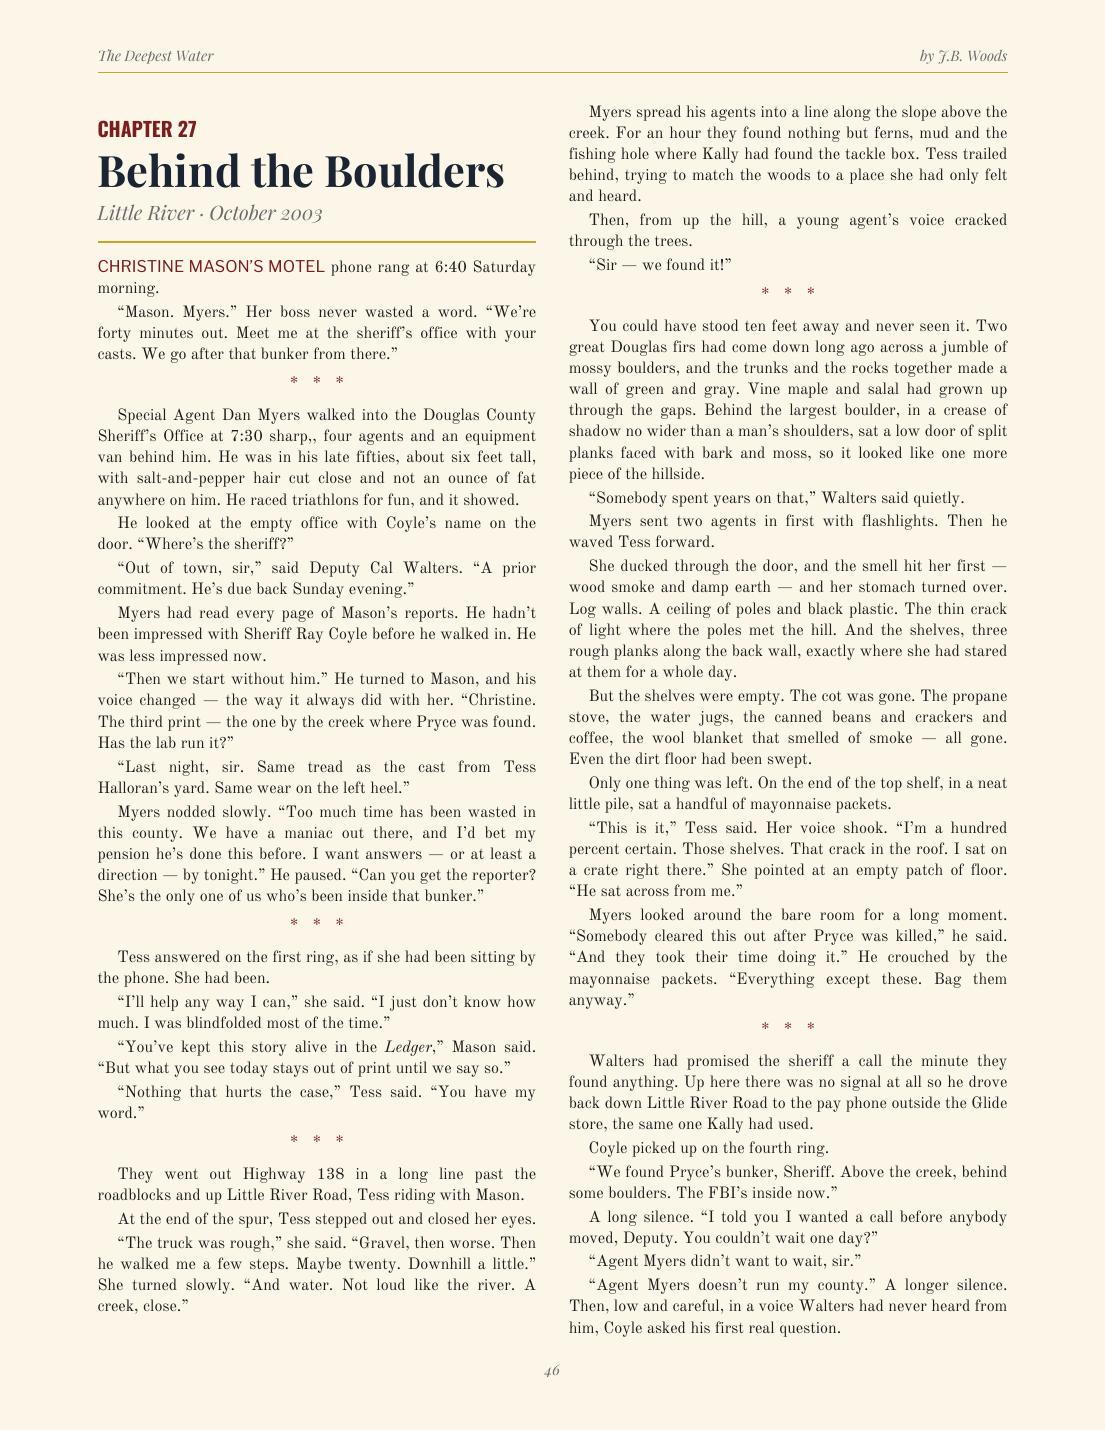 The Deepest Water
by J.B. Woods
CHAPTER 27
Behind the Boulders
Little River · October 2003
CHRISTINE MASON’S MOTEL phone rang at 6:40 Saturday
morning.
“Mason. Myers.” Her boss never wasted a word. “We’re
forty minutes out. Meet me at the sheriff’s office with your
casts. We go after that bunker from there.”
* * *
Special Agent Dan Myers walked into the Douglas County
Sheriff’s Office at 7:30 sharp,, four agents and an equipment
van behind him. He was in his late fifties, about six feet tall,
with salt-and-pepper hair cut close and not an ounce of fat
anywhere on him. He raced triathlons for fun, and it showed.
He looked at the empty office with Coyle’s name on the
door. “Where’s the sheriff?”
“Out of town, sir,” said Deputy Cal Walters. “A prior
commitment. He’s due back Sunday evening.”
Myers had read every page of Mason’s reports. He hadn’t
been impressed with Sheriff Ray Coyle before he walked in. He
was less impressed now.
“Then we start without him.” He turned to Mason, and his
voice changed — the way it always did with her. “Christine.
The third print — the one by the creek where Pryce was found.
Has the lab run it?”
“Last night, sir. Same tread as the cast from Tess
Halloran’s yard. Same wear on the left heel.”
Myers nodded slowly. “Too much time has been wasted in
this county. We have a maniac out there, and I’d bet my
pension he’s done this before. I want answers — or at least a
direction — by tonight.” He paused. “Can you get the reporter?
She’s the only one of us who’s been inside that bunker.”
* * *
Tess answered on the first ring, as if she had been sitting by
the phone. She had been.
“I’ll help any way I can,” she said. “I just don’t know how
much. I was blindfolded most of the time.”
“You’ve kept this story alive in the Ledger,” Mason said.
“But what you see today stays out of print until we say so.”
“Nothing that hurts the case,” Tess said. “You have my
word.”
* * *
They went out Highway 138 in a long line past the
roadblocks and up Little River Road, Tess riding with Mason.
At the end of the spur, Tess stepped out and closed her eyes.
“The truck was rough,” she said. “Gravel, then worse. Then
he walked me a few steps. Maybe twenty. Downhill a little.”
She turned slowly. “And water. Not loud like the river. A
creek, close.”
Myers spread his agents into a line along the slope above the
creek. For an hour they found nothing but ferns, mud and the
fishing hole where Kally had found the tackle box. Tess trailed
behind, trying to match the woods to a place she had only felt
and heard.
Then, from up the hill, a young agent’s voice cracked
through the trees.
“Sir — we found it!”
* * *
You could have stood ten feet away and never seen it. Two
great Douglas firs had come down long ago across a jumble of
mossy boulders, and the trunks and the rocks together made a
wall of green and gray. Vine maple and salal had grown up
through the gaps. Behind the largest boulder, in a crease of
shadow no wider than a man’s shoulders, sat a low door of split
planks faced with bark and moss, so it looked like one more
piece of the hillside.
“Somebody spent years on that,” Walters said quietly.
Myers sent two agents in first with flashlights. Then he
waved Tess forward.
She ducked through the door, and the smell hit her first —
wood smoke and damp earth — and her stomach turned over.
Log walls. A ceiling of poles and black plastic. The thin crack
of light where the poles met the hill. And the shelves, three
rough planks along the back wall, exactly where she had stared
at them for a whole day.
But the shelves were empty. The cot was gone. The propane
stove, the water jugs, the canned beans and crackers and
coffee, the wool blanket that smelled of smoke — all gone.
Even the dirt floor had been swept.
Only one thing was left. On the end of the top shelf, in a neat
little pile, sat a handful of mayonnaise packets.
“This is it,” Tess said. Her voice shook. “I’m a hundred
percent certain. Those shelves. That crack in the roof. I sat on
a crate right there.” She pointed at an empty patch of floor.
“He sat across from me.”
Myers looked around the bare room for a long moment.
“Somebody cleared this out after Pryce was killed,” he said.
“And they took their time doing it.” He crouched by the
mayonnaise packets. “Everything except these. Bag them
anyway.”
* * *
Walters had promised the sheriff a call the minute they
found anything. Up here there was no signal at all so he drove
back down Little River Road to the pay phone outside the Glide
store, the same one Kally had used.
Coyle picked up on the fourth ring.
“We found Pryce’s bunker, Sheriff. Above the creek, behind
some boulders. The FBI’s inside now.”
A long silence. “I told you I wanted a call before anybody
moved, Deputy. You couldn’t wait one day?”
“Agent Myers didn’t want to wait, sir.”
“Agent Myers doesn’t run my county.” A longer silence.
Then, low and careful, in a voice Walters had never heard from
him, Coyle asked his first real question.
46